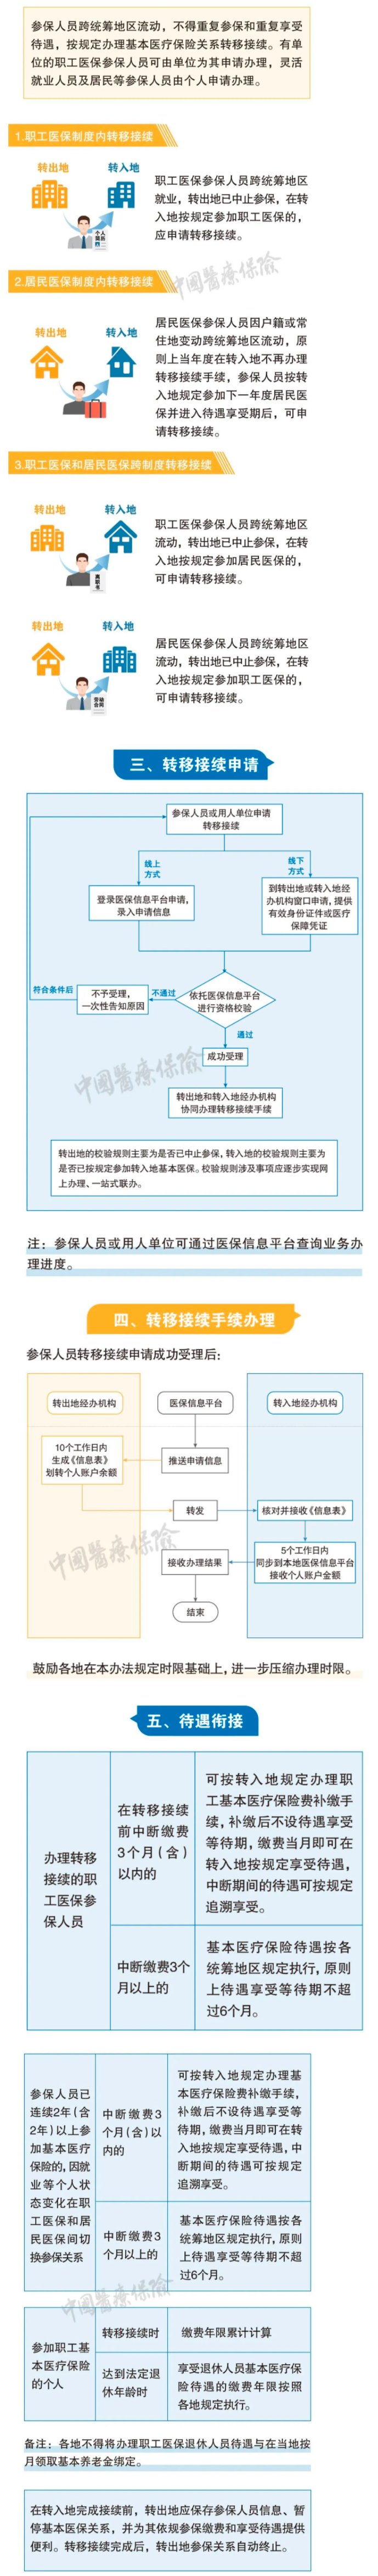 参保人员跨统筹地区流动，不得重复参保和重复享受
待遇，按规定办理基本医疗保险关系转移接续。有单
位的职工医保参保人员可由单位为其申请办理，灵活
就业人员及居民等参保人员由个人申请办理。
1.职工医保制度内转移接续
转出地
转入地
个人简历
职工医保参保人员跨统筹地区
就业，转出地已中止参保，在转
入地按规定参加职工医保的，
应申请转移接续。
中国醫療保險
2.居民医保制度内转移接续
转出地
转入地
居民医保参保人员因户籍或常
住地变动跨统筹地区流动，原
则上当年度在转入地不再办理
转移接续手续，参保人员按转
入地规定参加下一年度居民医
保并进入待遇享受期后，可申
请转移接续。
3.职工医保和居民医保跨制度转移接续
转出地
转入地
离职书
职工医保参保人员跨统筹地区
流动，转出地已中止参保，在转
入地按规定参加居民医保的，
可申请转移接续。
转出地
转入地
劳动合同
居民医保参保人员跨统筹地区
流动，转出地已中止参保，在转
入地按规定参加职工医保的，
可申请转移接续。
三、转移接续申请
参保人员或用人单位申请
转移接续
线上
方式
线下
方式
登录医保信息平台申请，
录入申请信息
到转出地或转入地经
办机构窗口申请，提供
有效身份证件或医疗
保障凭证
符合条件后
不予受理，
一次性告知原因
不通过
依托医保信息平台
进行资格校验
通过
成功受理
中国醫療保險
转出地和转入地经办机构
协同办理转移接续手续
转出地的校验规则主要为是否已中止参保，转入地的校验规则主要为
是否已按规定参加转入地基本医保。校验规则涉及事项应逐步实现网
上办理、一站式联办。
注：参保人员或用人单位可通过医保信息平台查询业务办
理进度。
四、转移接续手续办理
参保人员转移接续申请成功受理后：
转出地经办机构
医保信息平台
转入地经办机构
10个工作日内
生成《信息表》
划转个人账户余额
推送申请信息
转发
核对并接收《信息表》
中国醫療保險
接收办理结果
5个工作日内
同步到本地医保信息平台
接收个人账户金额
结束
鼓励各地在本办法规定时限基础上，进一步压缩办理时限。
五、待遇衔接
办理转移
接续的职
工医保参
保人员
在转移接续
前中断缴费
3个月（含）
以内的
可按转入地规定办理职
工基本医疗保险费补缴手
续，补缴后不设待遇享受
等待期，缴费当月即可在
转入地按规定享受待遇，
中断期间的待遇可按规定
追溯享受。
中断缴费3个
月以上的
基本医疗保险待遇按各
统筹地区规定执行，原则
上待遇享受等待期不超
过6个月。
参保人员已
连续2年（含
2年）以上参
加基本医疗
保险的，因就
业等个人状
态变化在职
工医保和居
民医保间切
换参保关系
中断缴费3
个月（含）以
内的
可按转入地规定办理基
本医疗保险费补缴手续，
补缴后不设待遇享受等
待期，缴费当月即可在转
入地按规定享受待遇，中
断期间的待遇可按规定
追溯享受。
中断缴费3
个月以上的
基本医疗保险待遇按各
统筹地区规定执行，原则
上待遇享受等待期不超
过6个月。
中国醫療保險
参加职工基
本医疗保险
的个人
转移接续时
缴费年限累计计算
达到法定退
休年龄时
享受退休人员基本医疗保
险待遇的缴费年限按照
各地规定执行。
备注：各地不得将办理职工医保退休人员待遇与在当地按
月领取基本养老金绑定。
在转入地完成接续前，转出地应保存参保人员信息、暂
停基本医保关系，并为其依规参保缴费和享受待遇提供
便利。转移接续完成后，转出地参保关系自动终止。